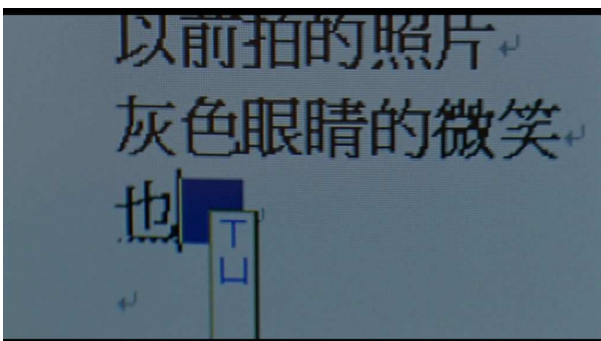 以前拍的照片
灰色眼睛的微笑
也
ㄒㄩ